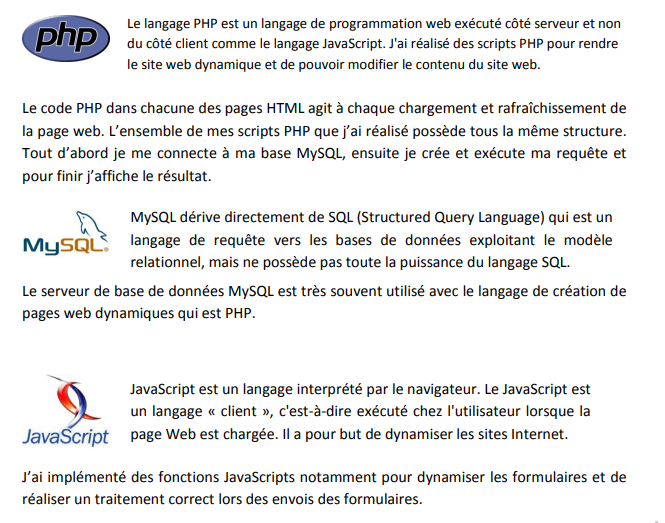 php
Le langage PHP est un langage de programmation web exécuté côté serveur et non
du côté client comme le langage JavaScript. J'ai réalisé des scripts PHP pour rendre
le site web dynamique et de pouvoir modifier le contenu du site web.
Le code PHP dans chacune des pages HTML agit à chaque chargement et rafraîchissement de
la page web. L’ensemble de mes scripts PHP que j’ai réalisé possède tous la même structure.
Tout d’abord je me connecte à ma base MySQL, ensuite je crée et exécute ma requête et
pour finir j’affiche le résultat.
MySQL®
MySQL dérive directement de SQL (Structured Query Language) qui est un
langage de requête vers les bases de données exploitant le modèle
relationnel, mais ne possède pas toute la puissance du langage SQL.
Le serveur de base de données MySQL est très souvent utilisé avec le langage de création de
pages web dynamiques qui est PHP.
JavaScript
JavaScript est un langage interprété par le navigateur. Le JavaScript est
un langage « client », c'est-à-dire exécuté chez l'utilisateur lorsque la
page Web est chargée. Il a pour but de dynamiser les sites Internet.
J’ai implémenté des fonctions JavaScripts notamment pour dynamiser les formulaires et de
réaliser un traitement correct lors des envois des formulaires.